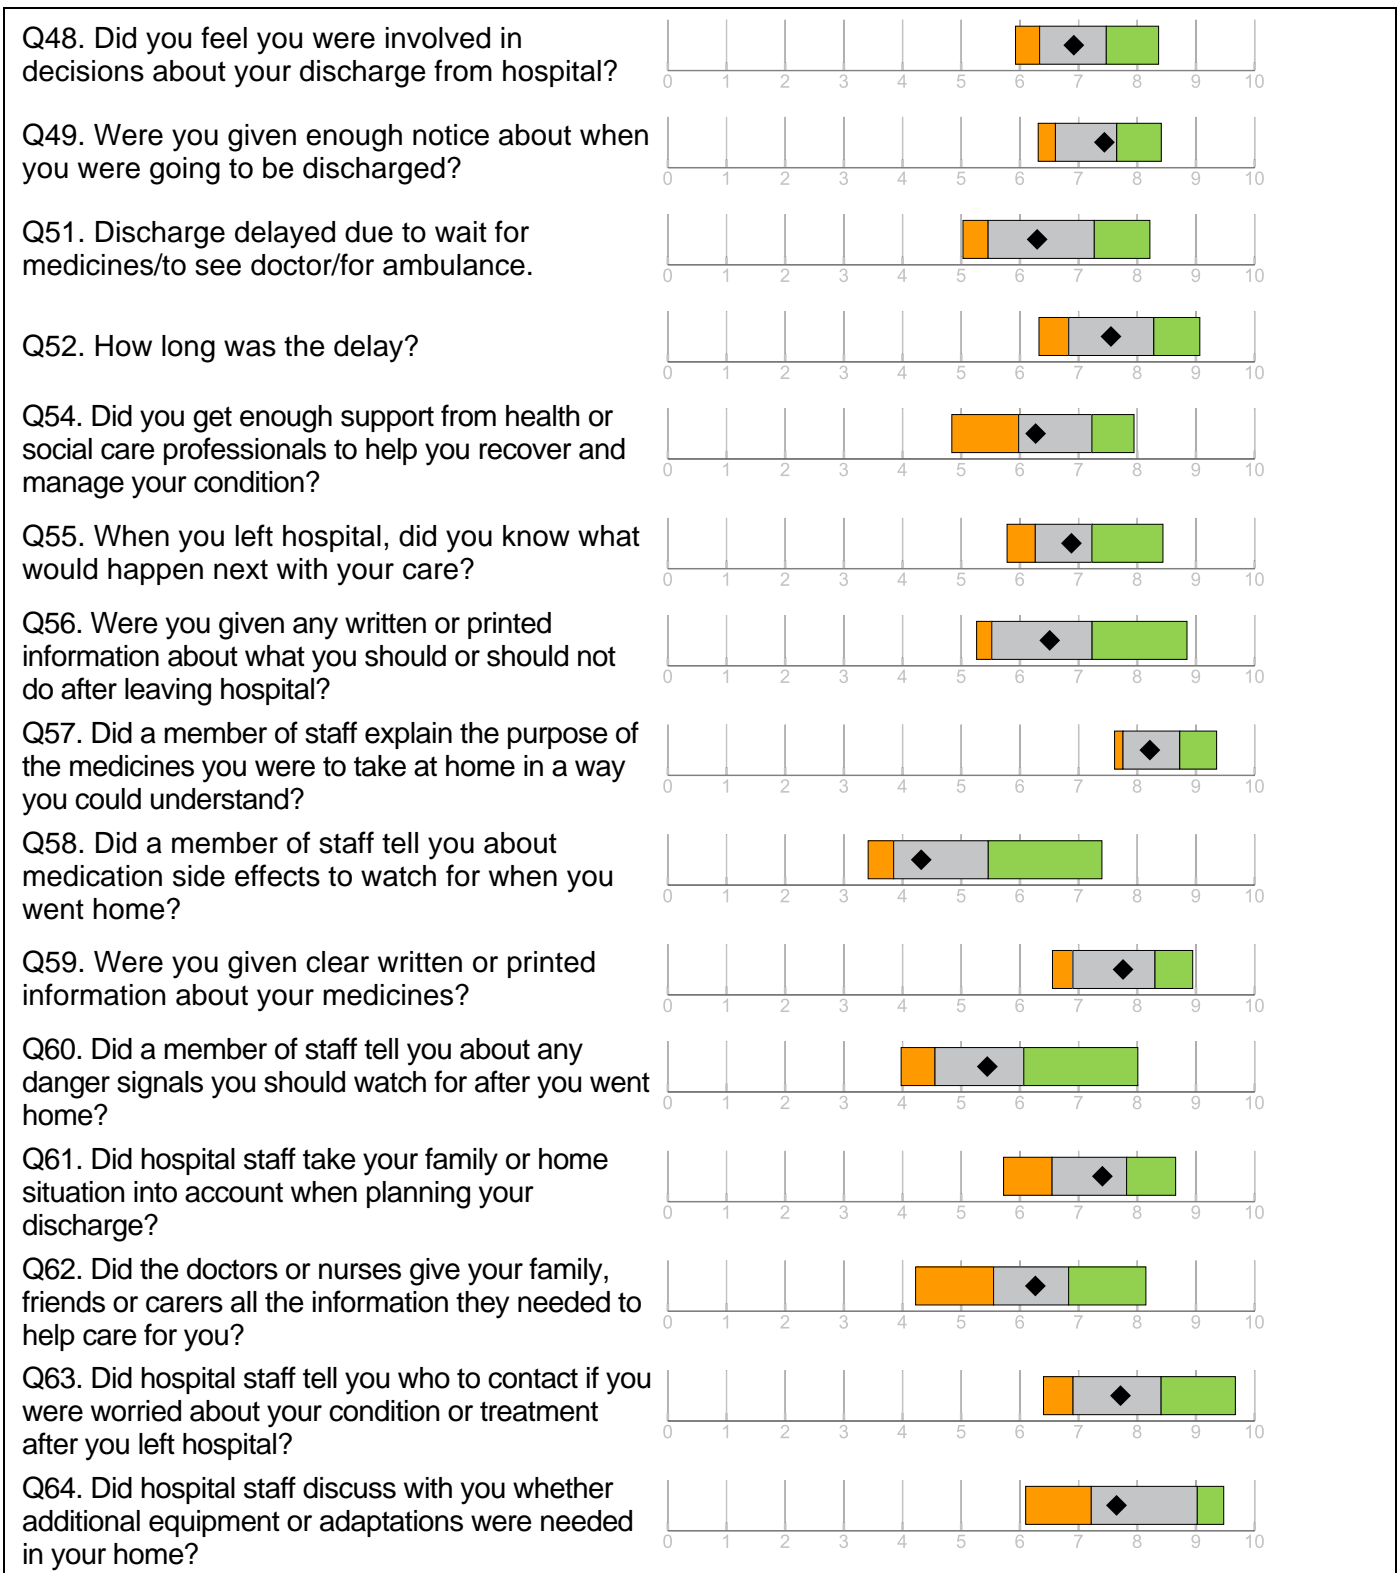 Q48. Did you feel you were involved in
decisions about your discharge from hospital?
0 1 2 3 4 5 6 7 8 9 10
Q49. Were you given enough notice about when
you were going to be discharged?
0 1 2 3 4 5 6 7 8 9 10
Q51. Discharge delayed due to wait for
medicines/to see doctor/for ambulance.
0 1 2 3 4 5 6 7 8 9 10
Q52. How long was the delay?
0 1 2 3 4 5 6 7 8 9 10
Q54. Did you get enough support from health or
social care professionals to help you recover and
manage your condition?
0 1 2 3 4 5 6 7 8 9 10
Q55. When you left hospital, did you know what
would happen next with your care?
0 1 2 3 4 5 6 7 8 9 10
Q56. Were you given any written or printed
information about what you should or should not
do after leaving hospital?
0 1 2 3 4 5 6 7 8 9 10
Q57. Did a member of staff explain the purpose of
the medicines you were to take at home in a way
you could understand?
0 1 2 3 4 5 6 7 8 9 10
Q58. Did a member of staff tell you about
medication side effects to watch for when you
went home?
0 1 2 3 4 5 6 7 8 9 10
Q59. Were you given clear written or printed
information about your medicines?
0 1 2 3 4 5 6 7 8 9 10
Q60. Did a member of staff tell you about any
danger signals you should watch for after you went
home?
0 1 2 3 4 5 6 7 8 9 10
Q61. Did hospital staff take your family or home
situation into account when planning your
discharge?
0 1 2 3 4 5 6 7 8 9 10
Q62. Did the doctors or nurses give your family,
friends or carers all the information they needed to
help care for you?
0 1 2 3 4 5 6 7 8 9 10
Q63. Did hospital staff tell you who to contact if you
were worried about your condition or treatment
after you left hospital?
0 1 2 3 4 5 6 7 8 9 10
Q64. Did hospital staff discuss with you whether
additional equipment or adaptations were needed
in your home?
0 1 2 3 4 5 6 7 8 9 10